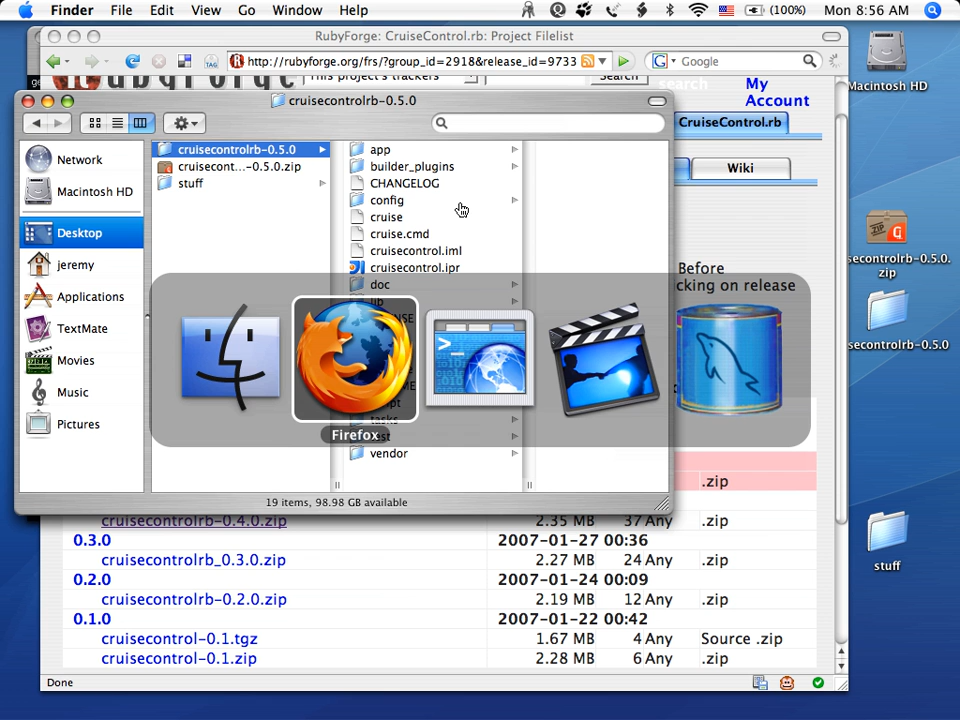 Finder File Edit View Go Window Help (100%) Mon 8:56 AM
RubyForge: CruiseControl.rb: Project Filelist
TAG http://rubyforge.org/frs/?group_id=2918&release_id=9733 G Google
This project's trackers Search search
My Account
Macintosh HD
cruisecontrolrb-0.5.0
CruiseControl.rb
Wiki
Network
Macintosh HD
Desktop
jeremy
Applications
TextMate
Movies
Music
Pictures
cruisecontrolrb-0.5.0
cruisecont...-0.5.0.zip
stuff
app
builder_plugins
CHANGELOG
config
cruise
cruise.cmd
cruisecontrol.iml
cruisecontrol.ipr
doc
lib
tasks
vendor
Before
cking on release
ZIP
secontrolrb-0.5.0.
zip
secontrolrb-0.5.0
stuff
Firefox
19 items, 98.98 GB available
.zip
cruisecontrolrb-0.4.0.zip 2.35 MB 37 Any .zip
0.3.0 2007-01-27 00:36
cruisecontrolrb_0.3.0.zip 2.27 MB 24 Any .zip
0.2.0 2007-01-24 00:09
cruisecontrolrb-0.2.0.zip 2.19 MB 12 Any .zip
0.1.0 2007-01-22 00:42
cruisecontrol-0.1.tgz 1.67 MB 4 Any Source .zip
cruisecontrol-0.1.zip 2.28 MB 6 Any .zip
Done